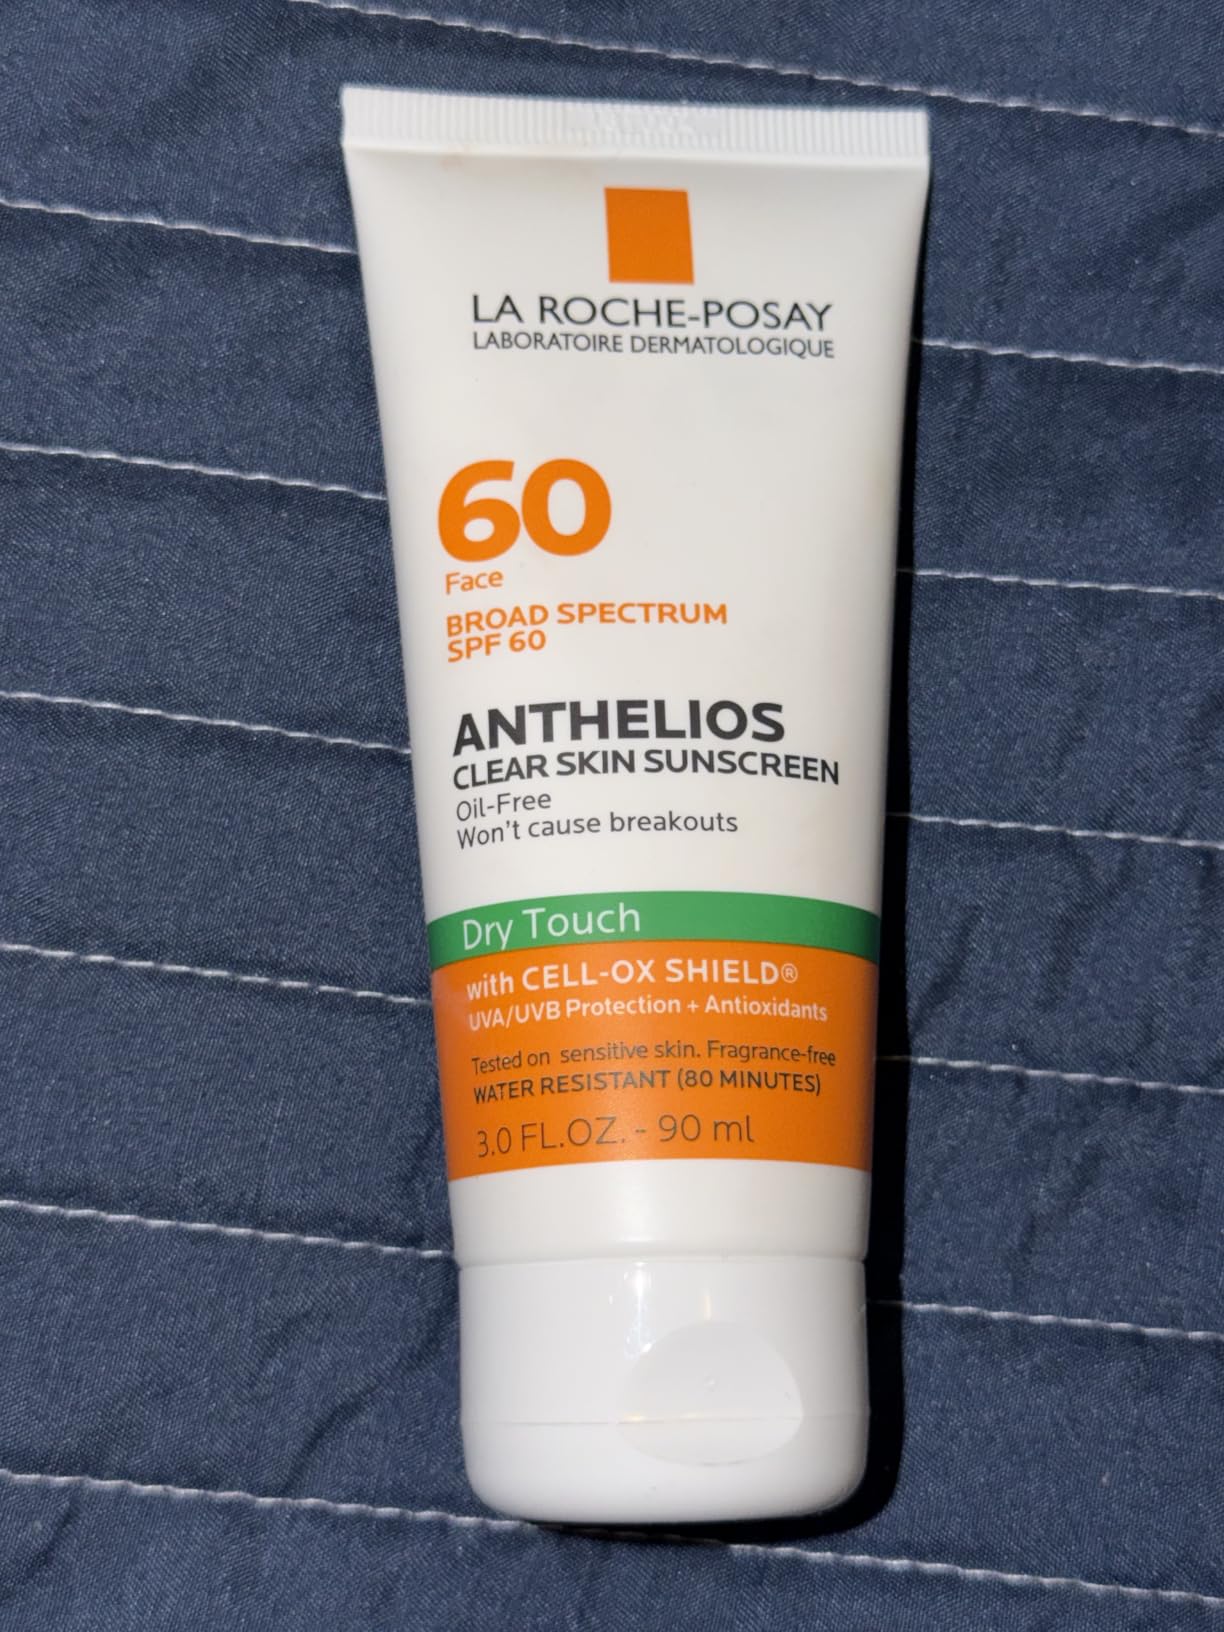 LA ROCHE-POSAY
LABORATOIRE DERMATOLOGIQUE
60
Face
BROAD SPECTRUM
SPF 60
ANTHELIOS
CLEAR SKIN SUNSCREEN
Oil-Free
Won't cause breakouts
Dry Touch
with CELL-OX SHIELD®
UVA/UVB Protection + Antioxidants
Tested on sensitive skin. Fragrance-free
WATER RESISTANT (80 MINUTES)
3.0 FL.OZ. - 90 ml